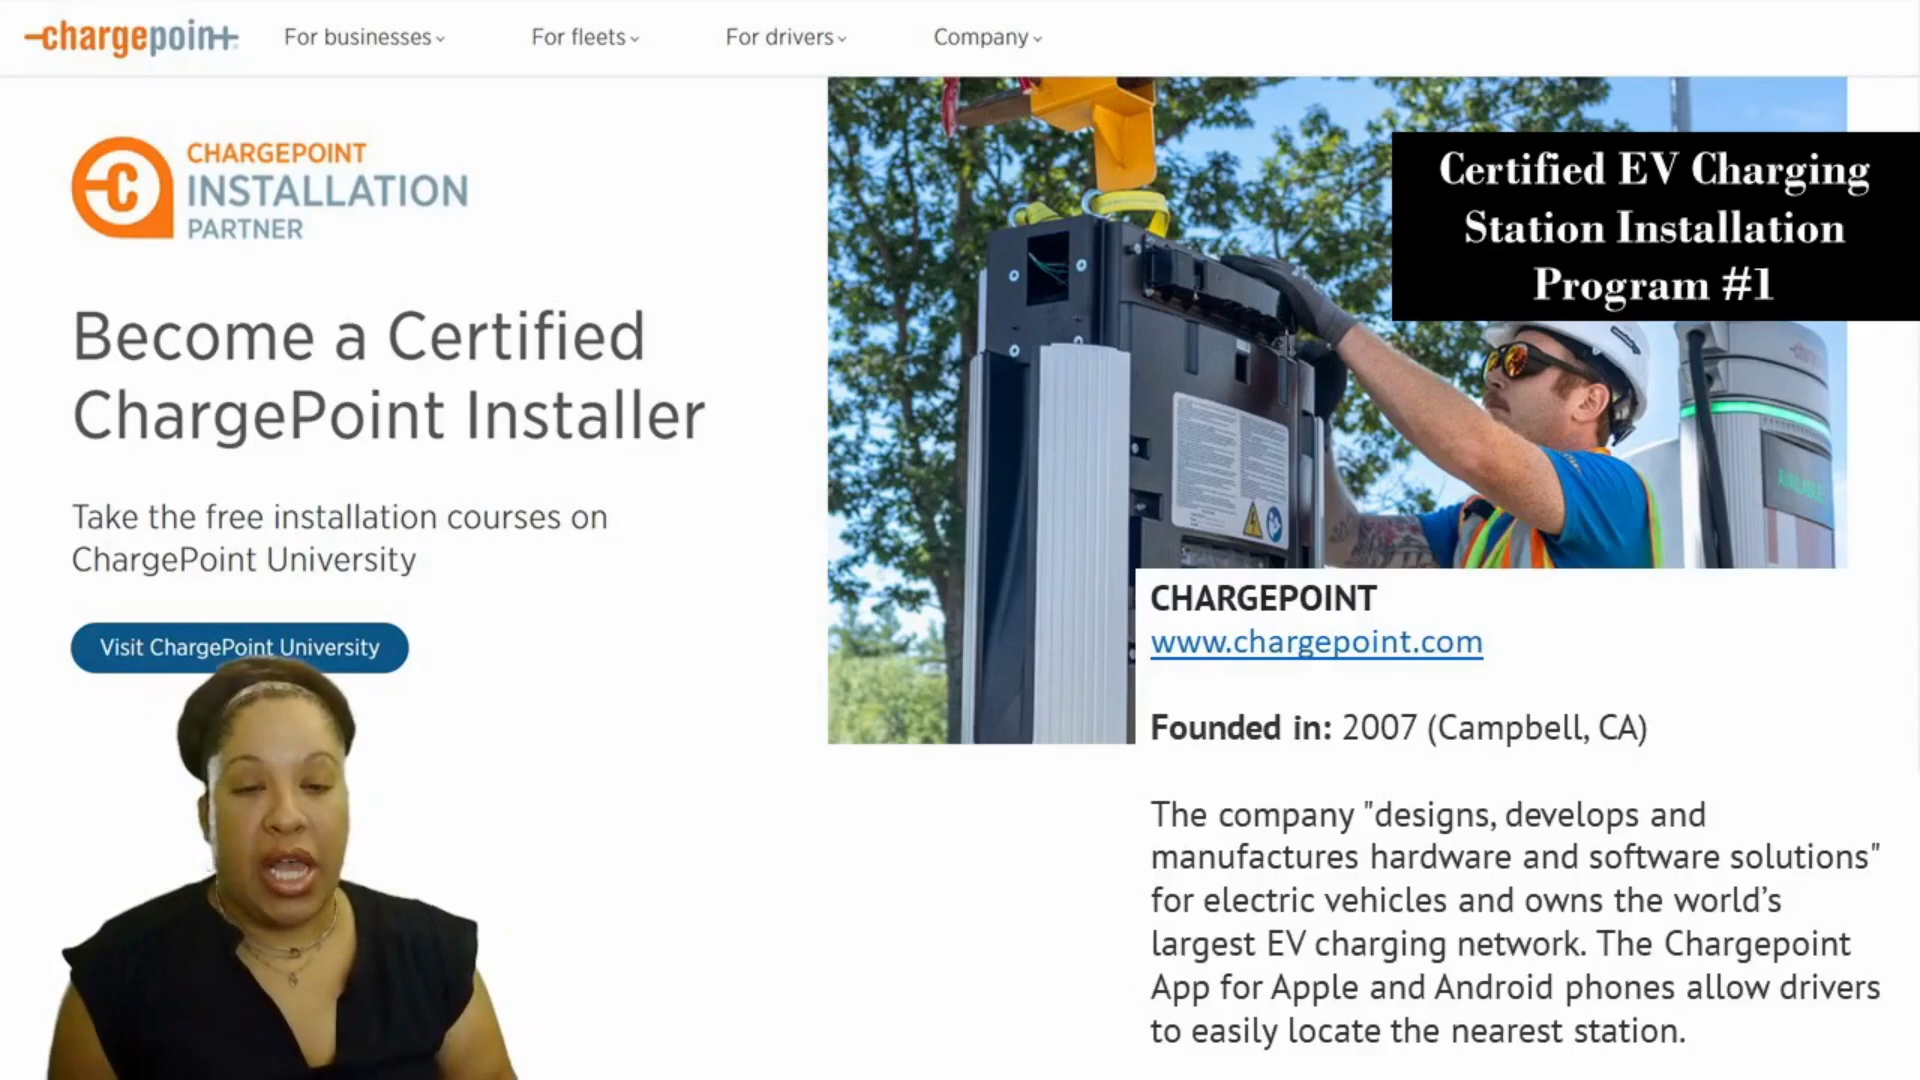 chargepoin+
For businesses
For fleets
For drivers
Company
CHARGEPOINT
INSTALLATION
PARTNER
Become a Certified
ChargePoint Installer
Take the free installation courses on
ChargePoint University
Visit ChargePoint University
Certified EV Charging
Station Installation
Program #1
AVAILABLE
CHARGEPOINT
www.chargepoint.com
Founded in: 2007 (Campbell, CA)
The company "designs, develops and
manufactures hardware and software solutions"
for electric vehicles and owns the world's
largest EV charging network. The Chargepoint
App for Apple and Android phones allow drivers
to easily locate the nearest station.